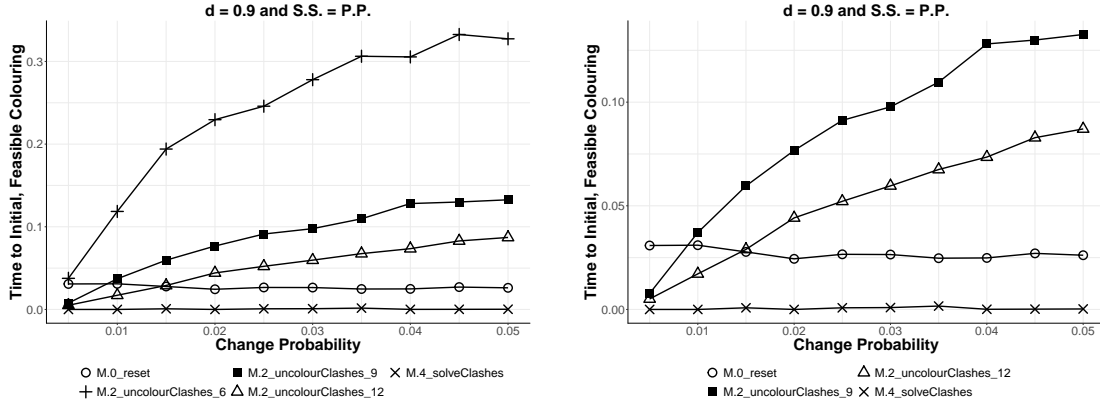 d = 0.9 and S.S. = P.P.
Time to Initial, Feasible Colouring
0.3
0.2
0.1
0.0
0.01 0.02 0.03 0.04 0.05
Change Probability
M.0_reset M.2_uncolourClashes_9 M.4_solveClashes
M.2_uncolourClashes_6 M.2_uncolourClashes_12
d = 0.9 and S.S. = P.P.
Time to Initial, Feasible Colouring
0.10
0.05
0.00
0.01 0.02 0.03 0.04 0.05
Change Probability
M.0_reset M.2_uncolourClashes_12
M.2_uncolourClashes_9 M.4_solveClashes